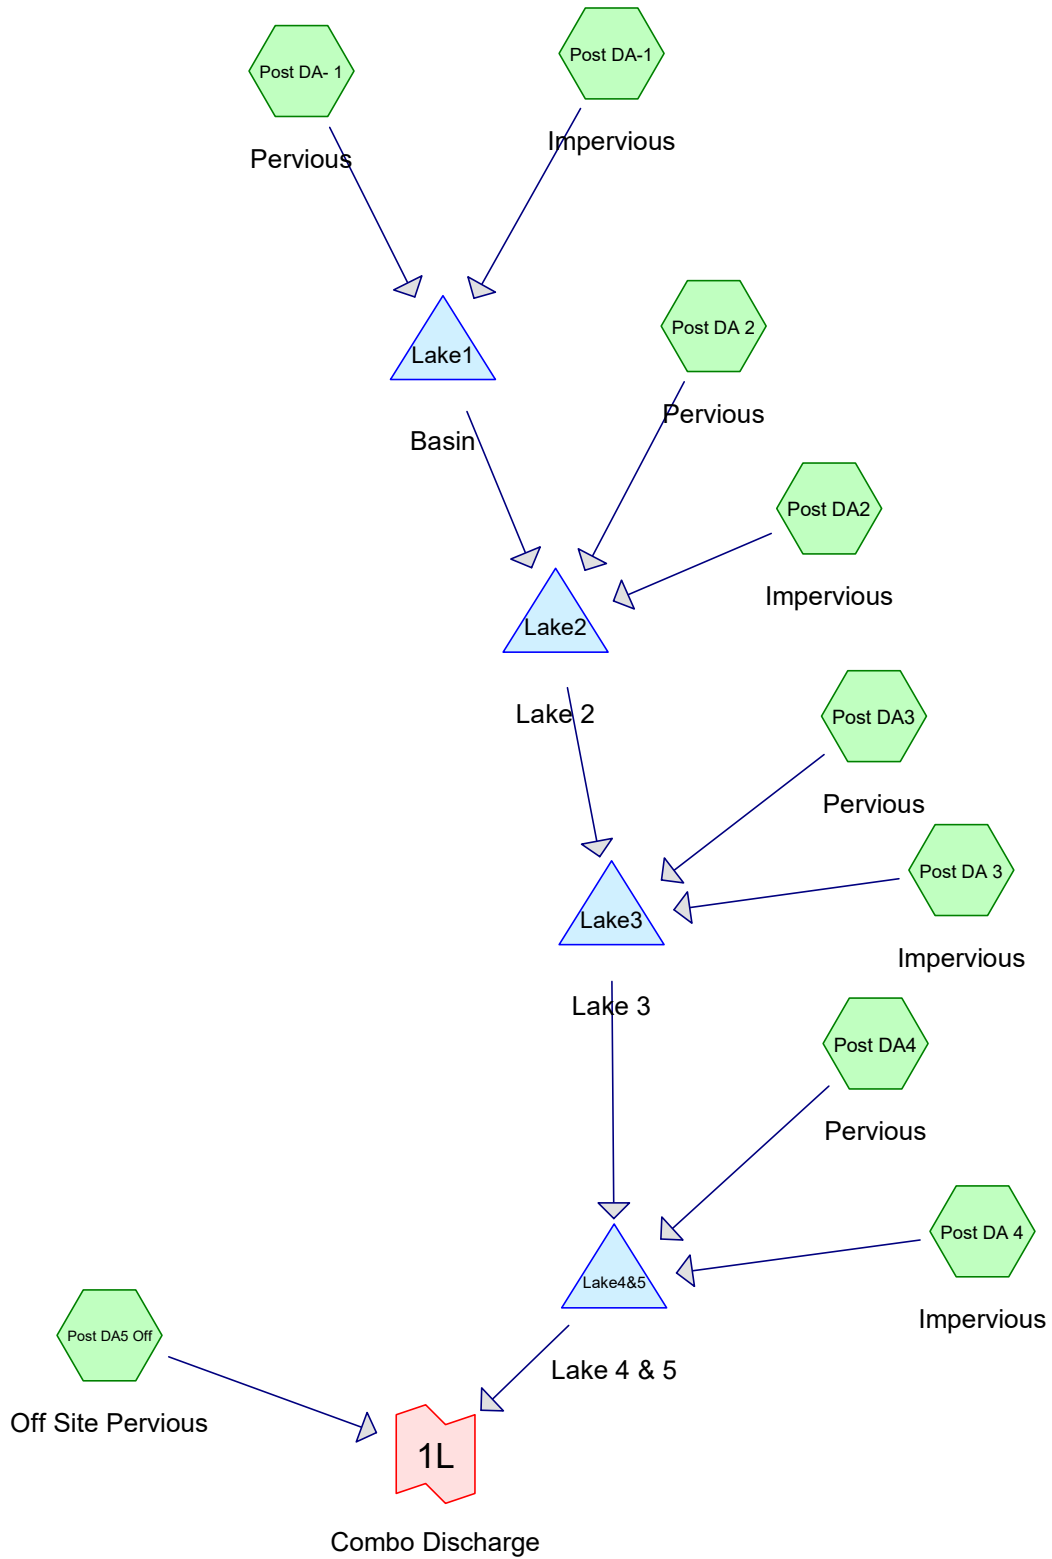 Post DA- 1
Post DA-1
Pervious
Impervious
Post DA 2
Lake1
Pervious
Basin
Post DA2
Impervious
Lake2
Lake 2
Post DA3
Pervious
Post DA 3
Lake3
Impervious
Lake 3
Post DA4
Pervious
Post DA 4
Lake4&5
Impervious
Post DA5 Off
Lake 4 & 5
Off Site Pervious
1L
Combo Discharge